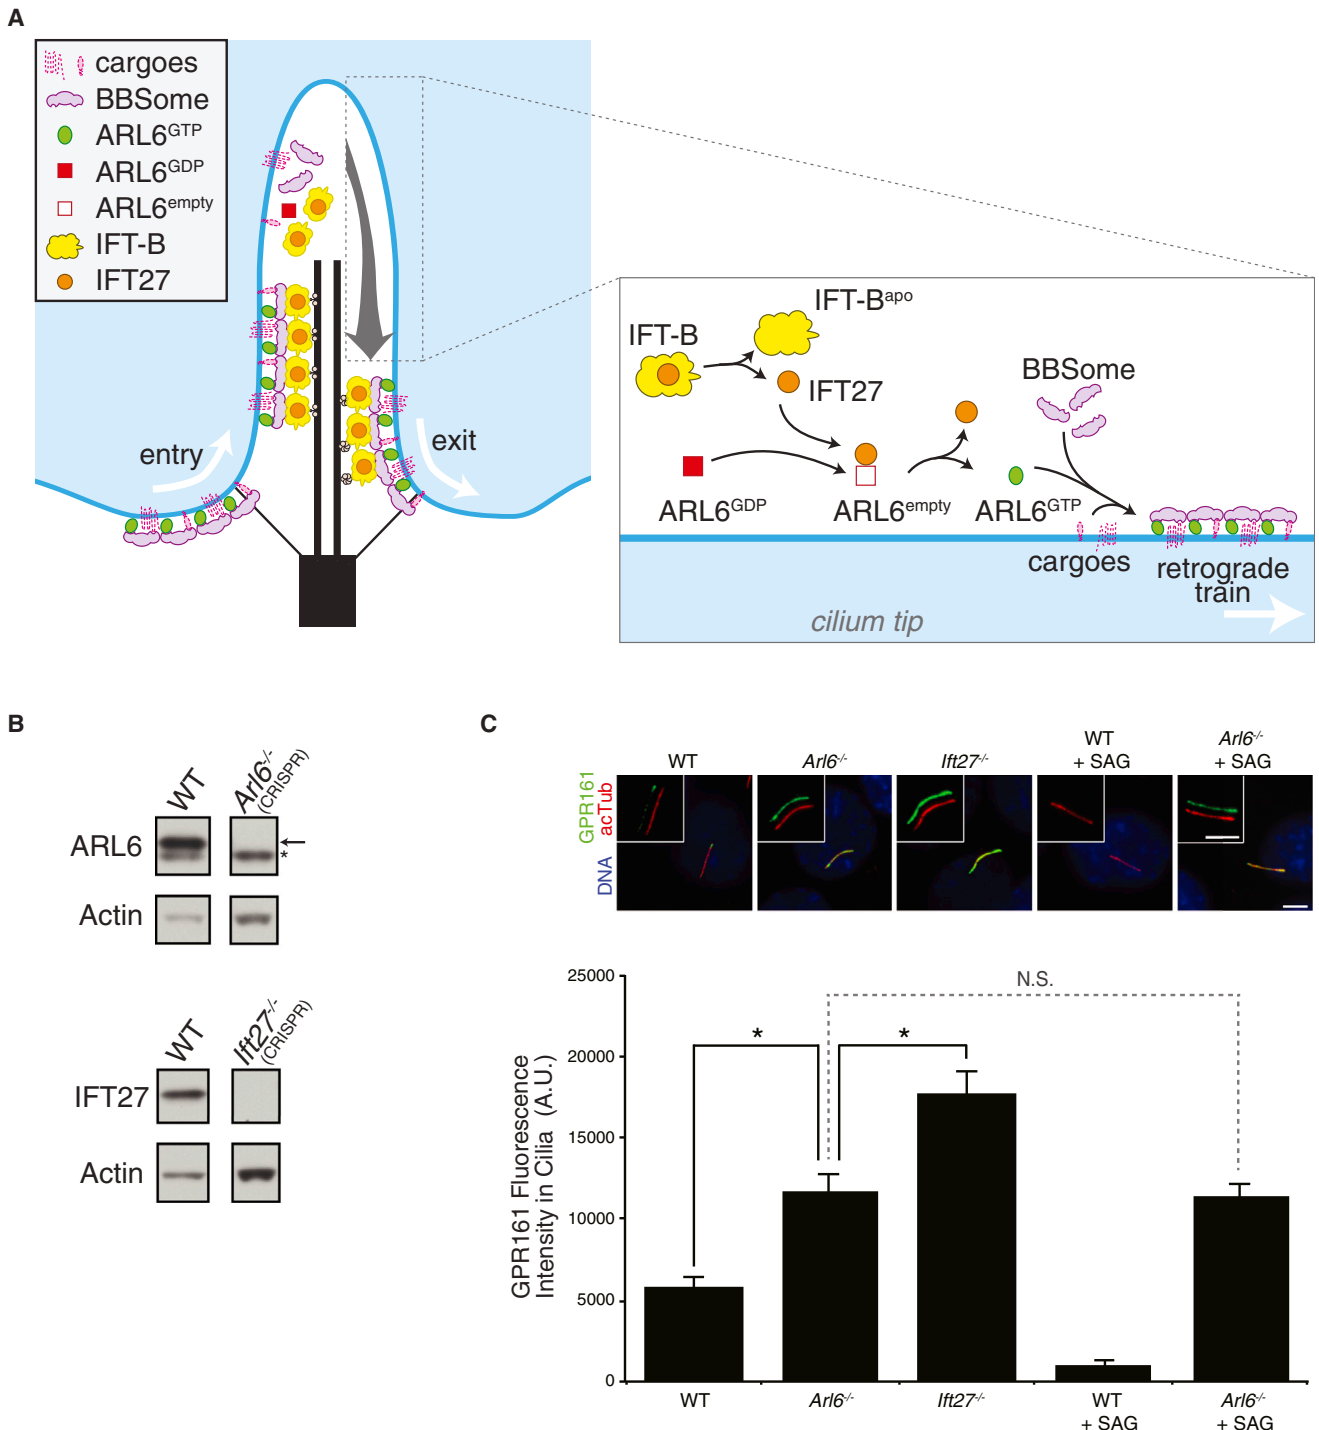 A
cargoes
BBSome
ARL6GTP
ARL6GDP
ARL6empty
IFT-B
IFT27
entry
exit
IFT-B
IFT-Bapo
IFT27
BBSome
ARL6GDP
ARL6empty
ARL6GTP
cargoes
retrograde
train
cilium tip
B
WT
Arl6-/-
(CRISPR)
ARL6
*
Actin
WT
Ift27-/-
(CRISPR)
IFT27
Actin
C
WT
Arl6-/-
Ift27-/-
WT
+ SAG
Arl6-/-
+ SAG
GPR161
acTub
DNA
GPR161 Fluorescence
Intensity in Cilia (A.U.)
25000
20000
15000
10000
5000
0
N.S.
*
*
WT
Arl6-/-
Ift27-/-
WT
+ SAG
Arl6-/-
+ SAG